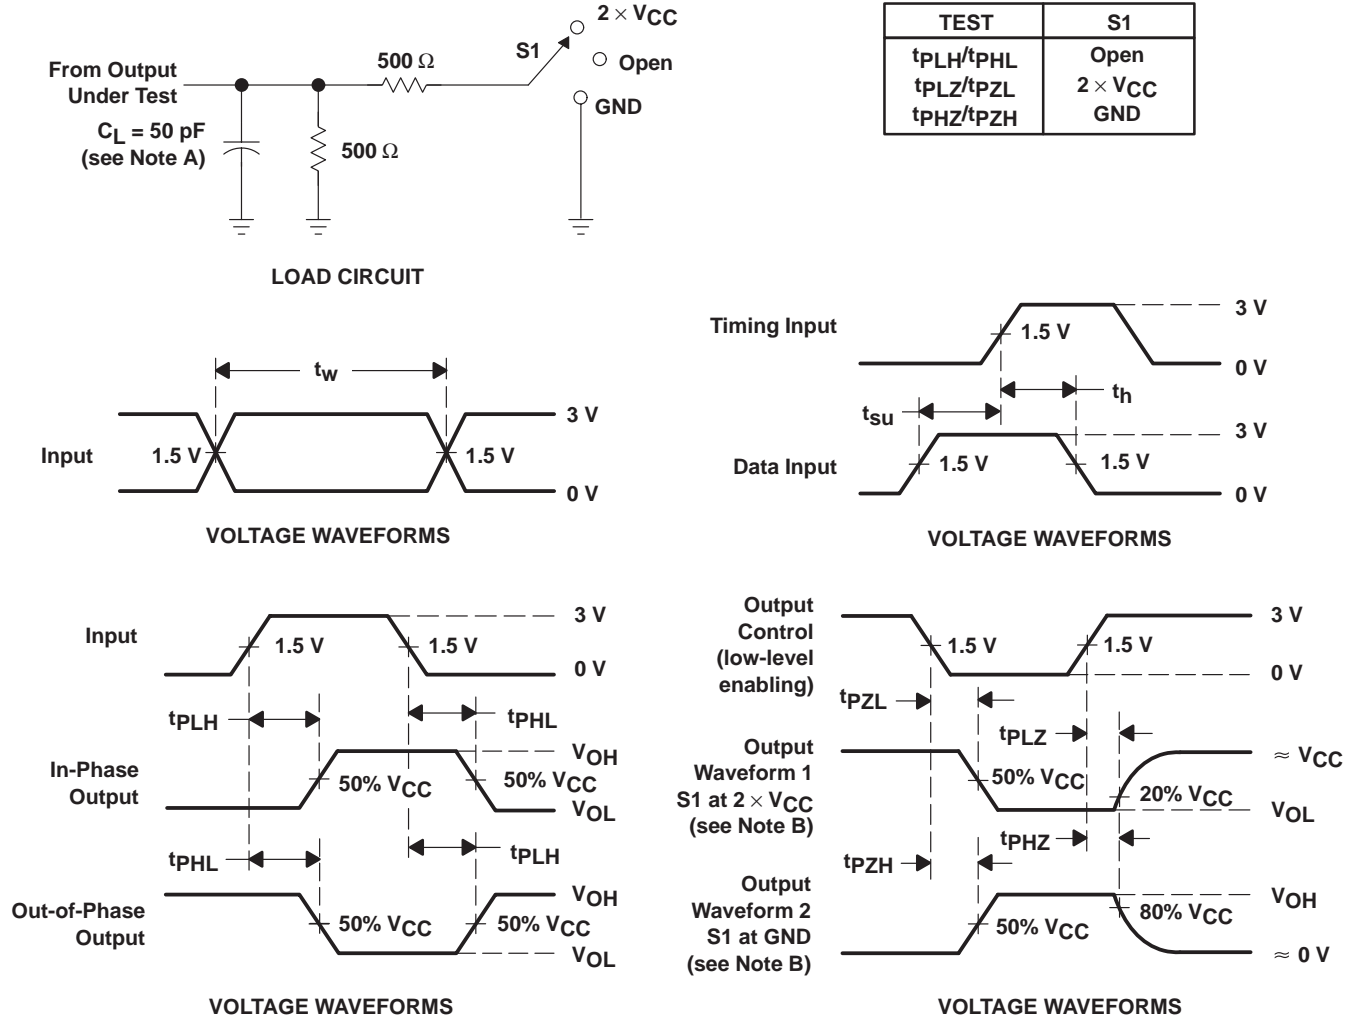 2 × VCC
S1
Open
GND
500 Ω
From Output
Under Test
CL = 50 pF
(see Note A)
500 Ω
LOAD CIRCUIT
TEST S1
tPLH/tPHL Open
tPLZ/tPZL 2 × VCC
tPHZ/tPZH GND
tw
3 V
Input 1.5 V 1.5 V
0 V
VOLTAGE WAVEFORMS
3 V
Timing Input 1.5 V
0 V
th
tsu
3 V
Data Input 1.5 V 1.5 V
0 V
VOLTAGE WAVEFORMS
3 V
Input 1.5 V 1.5 V
0 V
tPLH tPHL
VOH
In-Phase
Output
50% VCC 50% VCC
VOL
tPHL tPLH
VOH
Out-of-Phase
Output
50% VCC 50% VCC
VOL
VOLTAGE WAVEFORMS
Output
Control
(low-level
enabling)
3 V
1.5 V 1.5 V
0 V
tPZL
tPLZ
Output
Waveform 1
S1 at 2 × VCC
(see Note B)
≈ VCC
50% VCC 20% VCC
VOL
tPHZ
tPZH
Output
Waveform 2
S1 at GND
(see Note B)
VOH
50% VCC 80% VCC
≈ 0 V
VOLTAGE WAVEFORMS